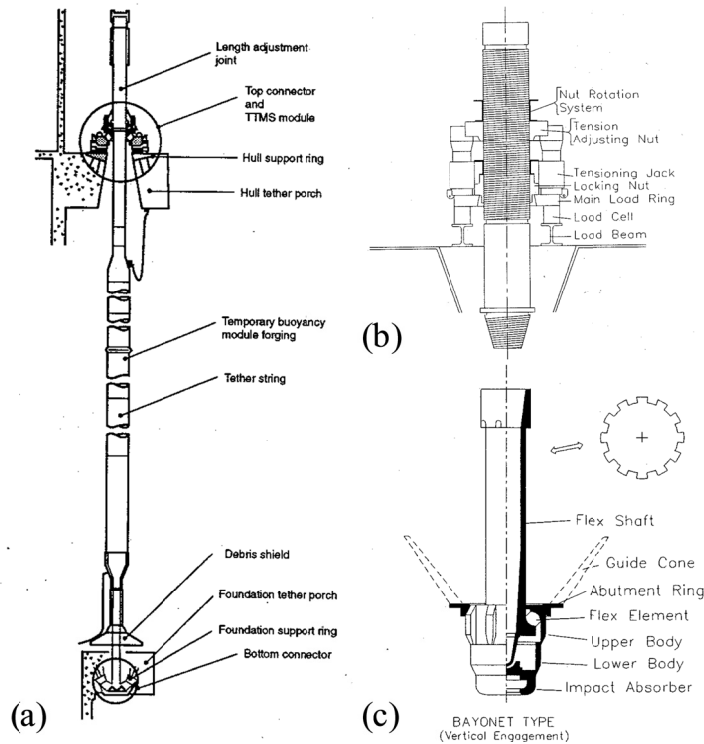 Length adjustment
joint
Top connector
and
TTMS module
Hull support ring
Hull tether porch
Temporary buoyancy
module forging
Tether string
Debris shield
Foundation tether porch
Foundation support ring
Bottom connector
(a)
Nut Rotation
System
Tension
Adjusting Nut
Tensioning Jack
Locking Nut
Main Load Ring
Load Cell
Load Beam
(b)
Flex Shaft
Guide Cone
Abutment Ring
Flex Element
Upper Body
Lower Body
Impact Absorber
(c)
BAYONET TYPE
(Vertical Engagement)